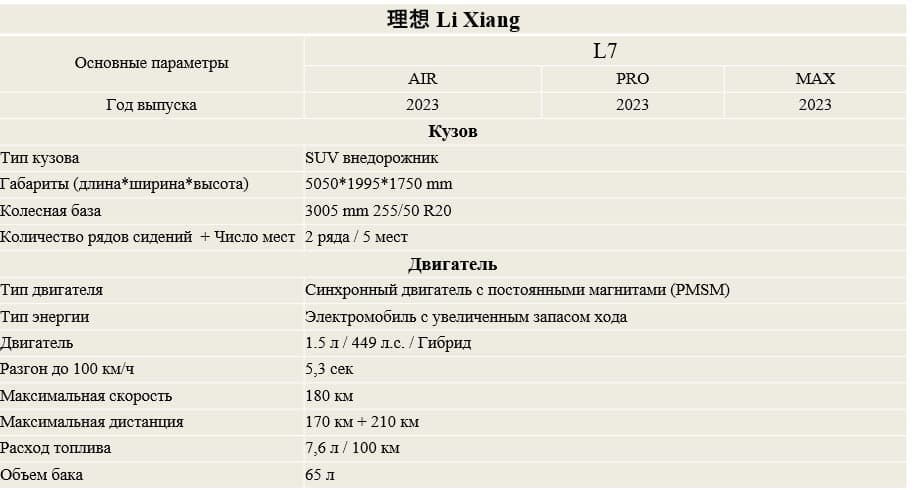 理想 Li Xiang
Основные параметры
L7
AIR PRO MAX
Год выпуска 2023 2023 2023
Кузов
Тип кузова SUV внедорожник
Габариты (длина*ширина*высота) 5050*1995*1750 mm
Колесная база 3005 mm 255/50 R20
Количество рядов сидений + Число мест 2 ряда / 5 мест
Двигатель
Тип двигателя Синхронный двигатель с постоянными магнитами (PMSM)
Тип энергии Электромобиль с увеличенным запасом хода
Двигатель 1.5 л / 449 л.с. / Гибрид
Разгон до 100 км/ч 5,3 сек
Максимальная скорость 180 км
Максимальная дистанция 170 км + 210 км
Расход топлива 7,6 л / 100 км
Объем бака 65 л